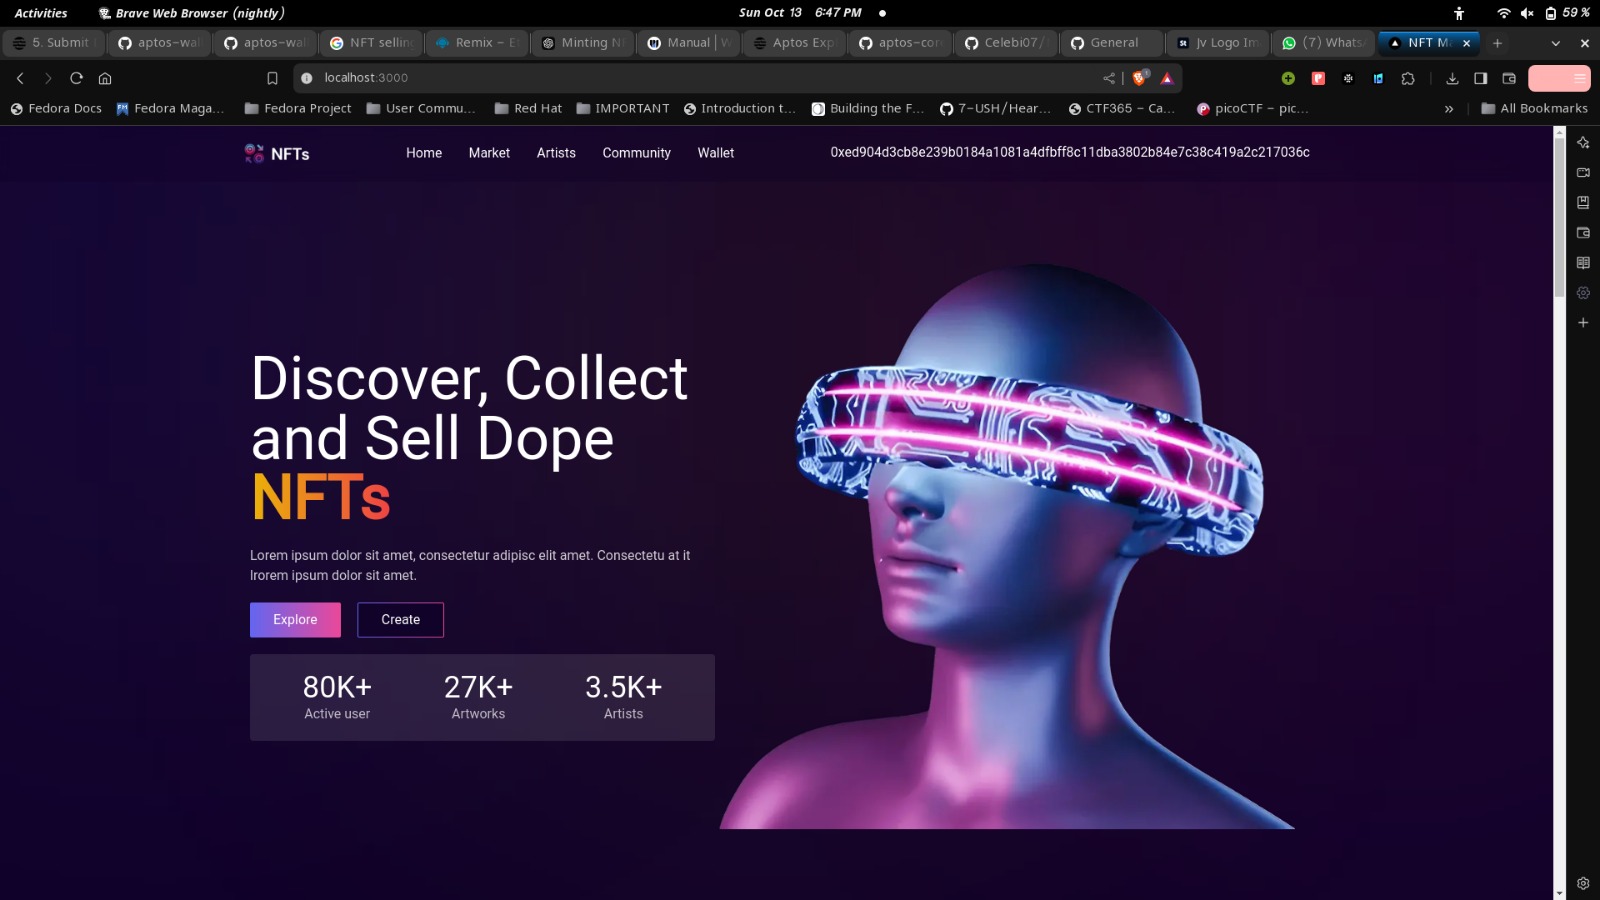 Activities Brave Web Browser (nightly) Sun Oct 13 6:47 PM 59 %
5. Submit aptos-wal aptos-wal NFT selling Remix - E Minting N Manual | W Aptos Exp aptos-cor Celebi07/ General Jv Logo Im (7) Whats NFT M
localhost:3000
Fedora Docs Fedora Maga... Fedora Project User Commu... Red Hat IMPORTANT Introduction t... Building the F... 7-USH/Hear... CTF365 - Ca... picoCTF - pic... » All Bookmarks
NFTs Home Market Artists Community Wallet 0xed904d3cb8e239b0184a1081a4dfbff8c11dba3802b84e7c38c419a2c217036c
Discover, Collect
and Sell Dope
NFTs
Lorem ipsum dolor sit amet, consectetur adipisc elit amet. Consectetu at it
lrorem ipsum dolor sit amet.
Explore Create
80K+ 27K+ 3.5K+
Active user Artworks Artists